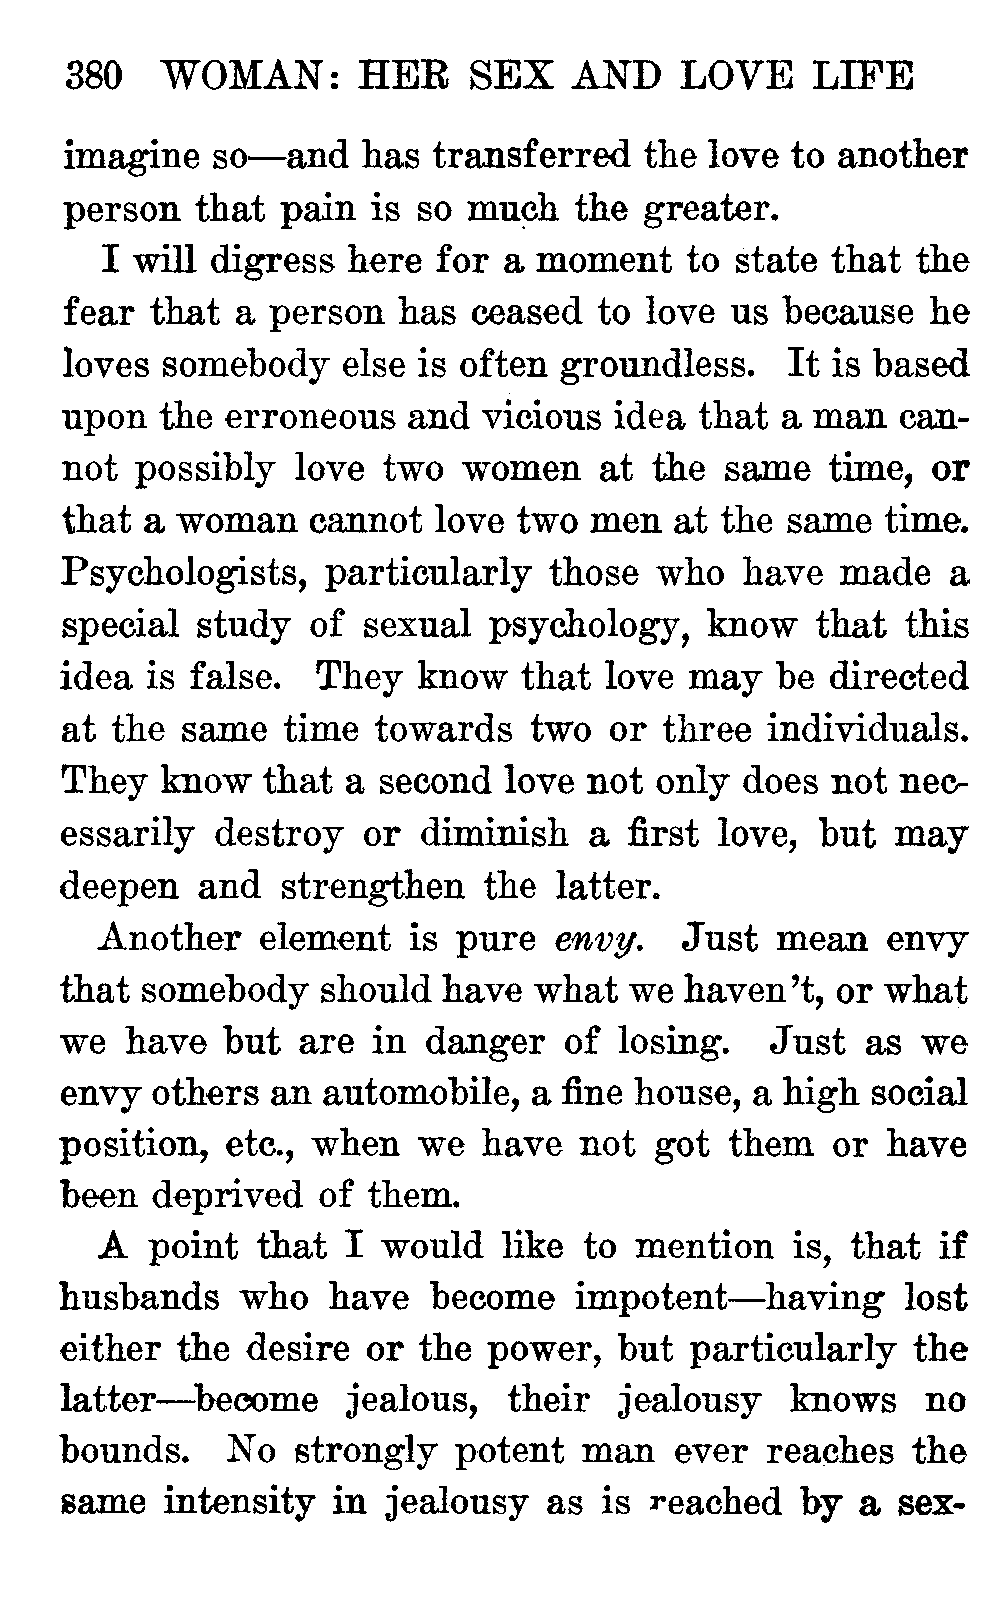 380 WOMAN: HER SEX AND LOVE LIFE
imagine so—and has transferred the love to another
person that pain is so much the greater.
I will digress here for a moment to state that the
fear that a person has ceased to love us because he
loves somebody else is often groundless. It is based
upon the erroneous and vicious idea that a man can-
not possibly love two women at the same time, or
that a woman cannot love two men at the same time.
Psychologists, particularly those who have made a
special study of sexual psychology, know that this
idea is false. They know that love may be directed
at the same time towards two or three individuals.
They know that a second love not only does not nec-
essarily destroy or diminish a first love, but may
deepen and strengthen the latter.
Another element is pure envy. Just mean envy
that somebody should have what we haven't, or what
we have but are in danger of losing. Just as we
envy others an automobile, a fine house, a high social
position, etc., when we have not got them or have
been deprived of them.
A point that I would like to mention is, that if
husbands who have become impotent—having lost
either the desire or the power, but particularly the
latter—become jealous, their jealousy knows no
bounds. No strongly potent man ever reaches the
same intensity in jealousy as is reached by a sex-